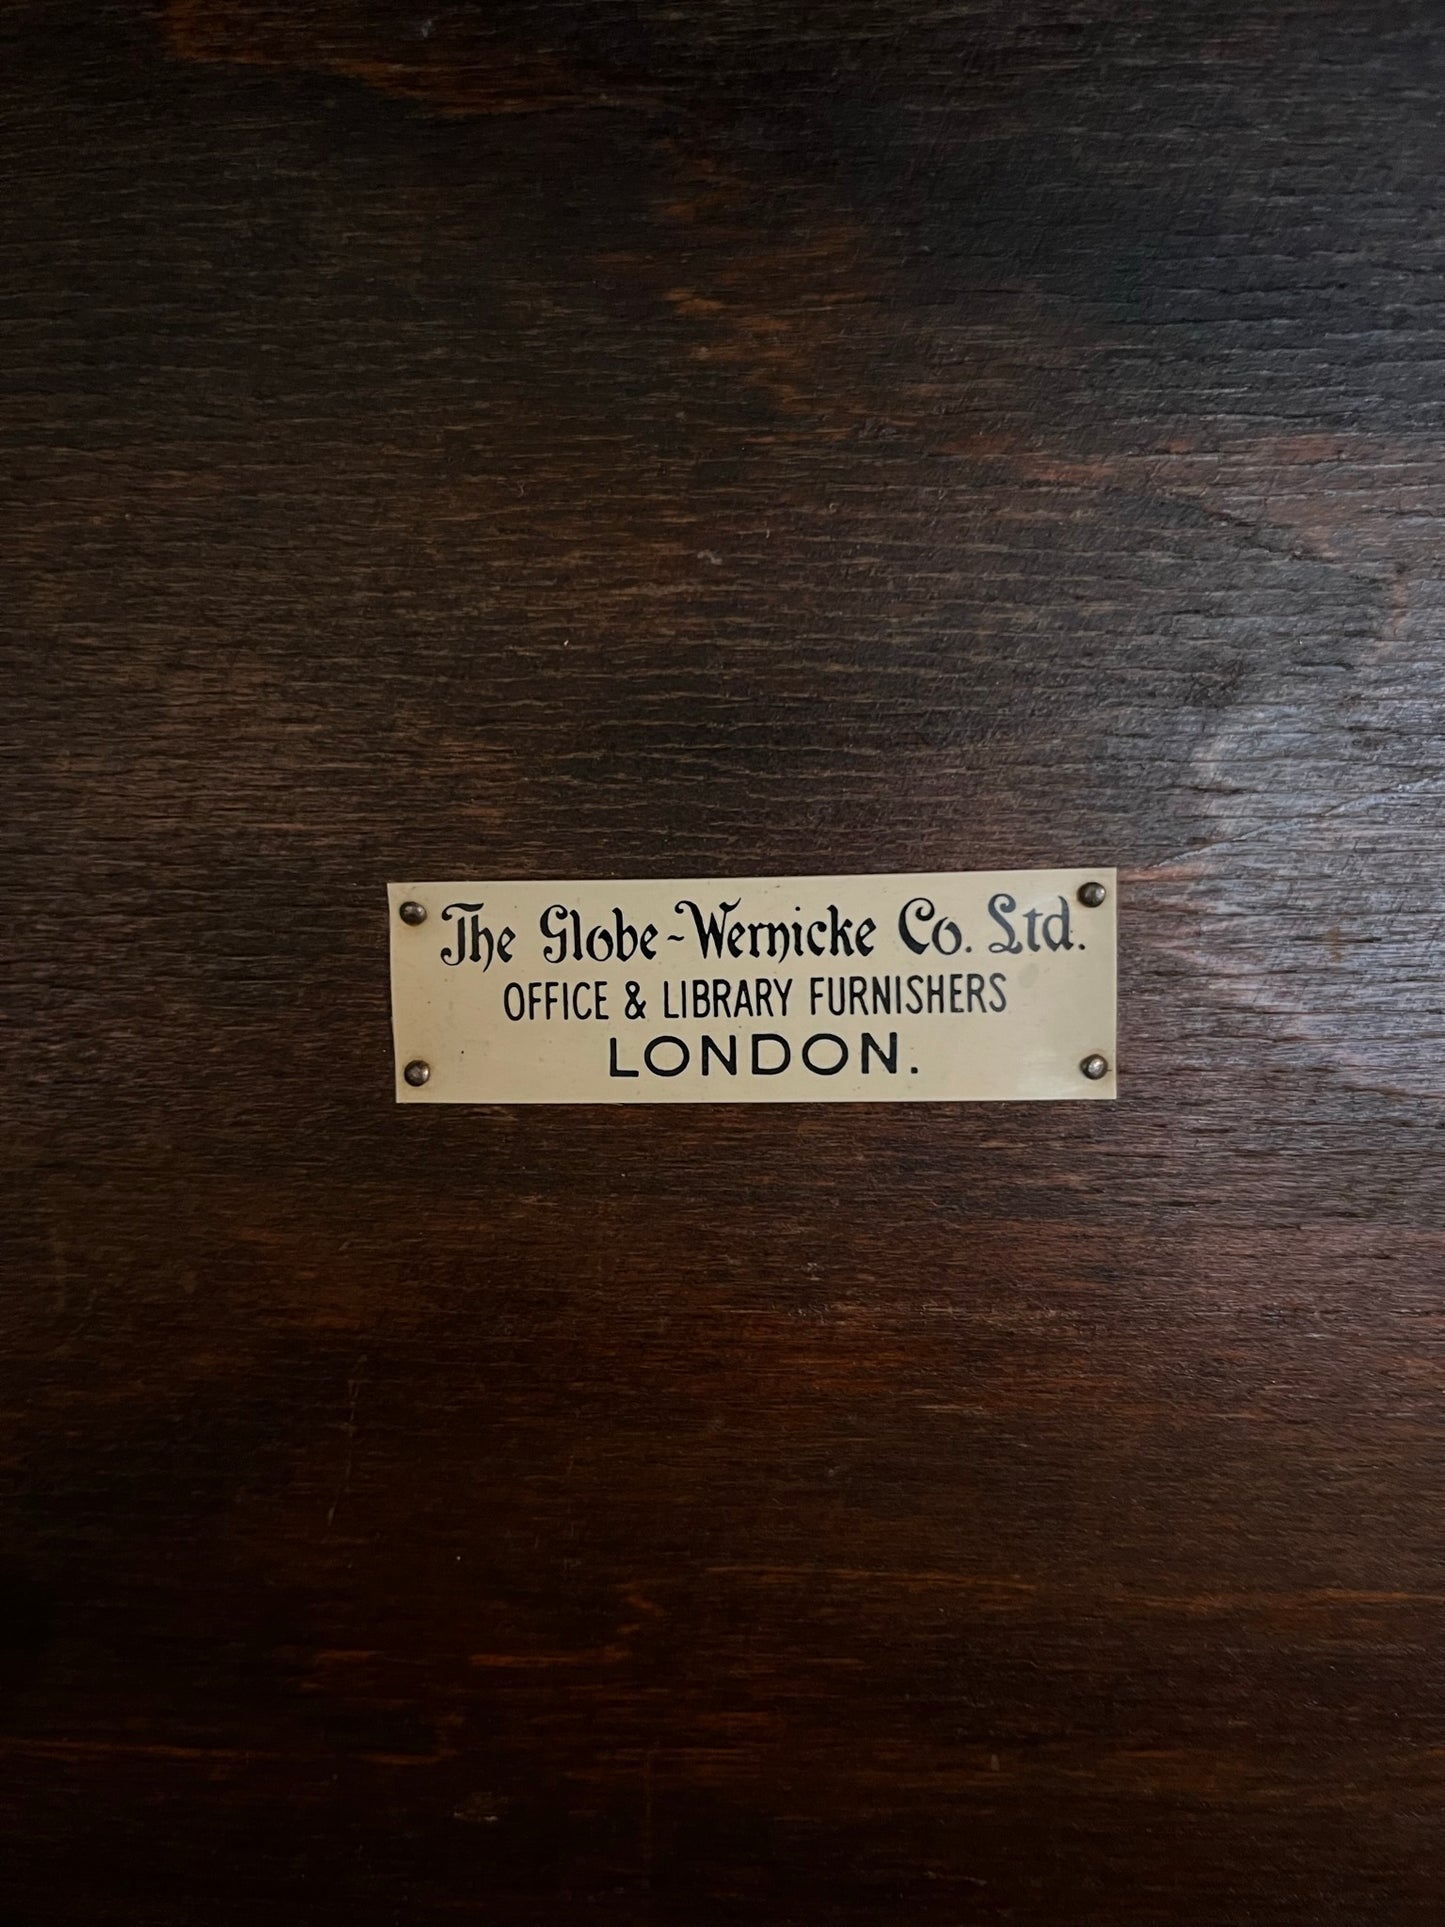 The Globe-Wernicke Co. Ltd.
OFFICE & LIBRARY FURNISHERS
LONDON.